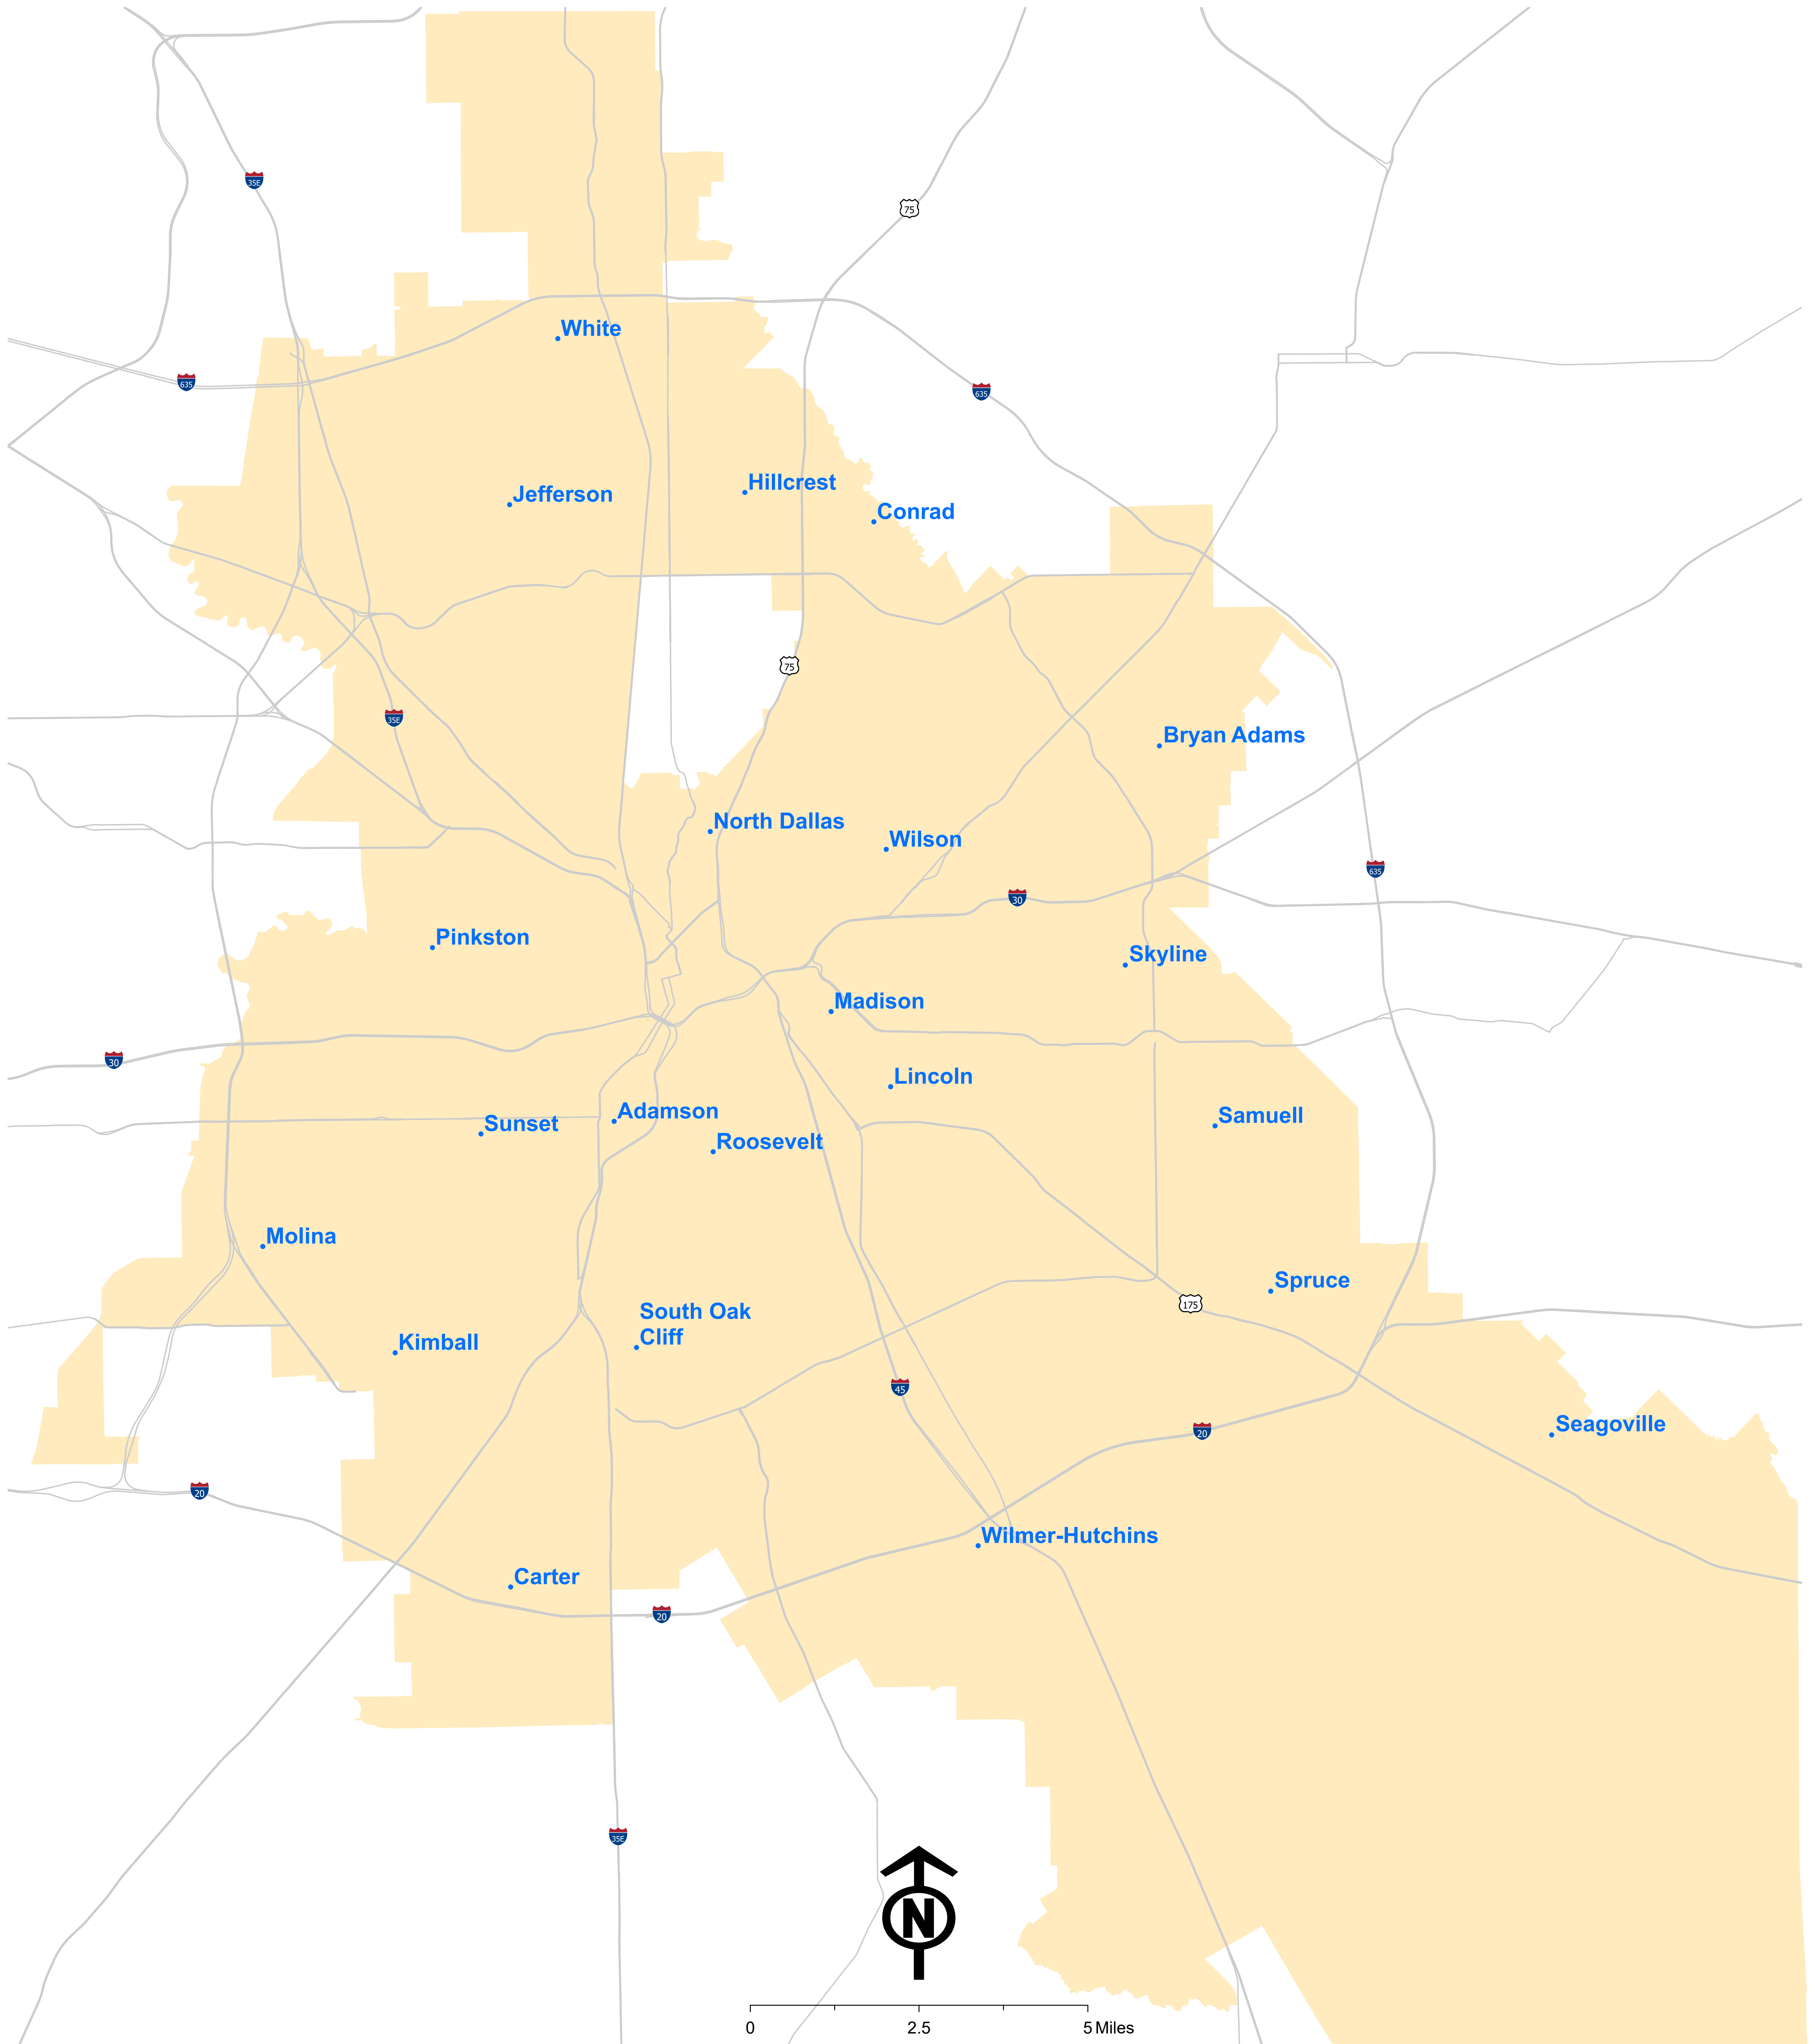 35E
75
White
635
635
Hillcrest
Jefferson
Conrad
75
35E
Bryan Adams
North Dallas
Wilson
635
30
Pinkston
Skyline
Madison
30
Lincoln
Adamson
Samuell
Sunset
Roosevelt
Molina
Spruce
175
South Oak
Cliff
Kimball
45
Seagoville
20
20
Wilmer-Hutchins
Carter
20
35E
N
0 2.5 5 Miles